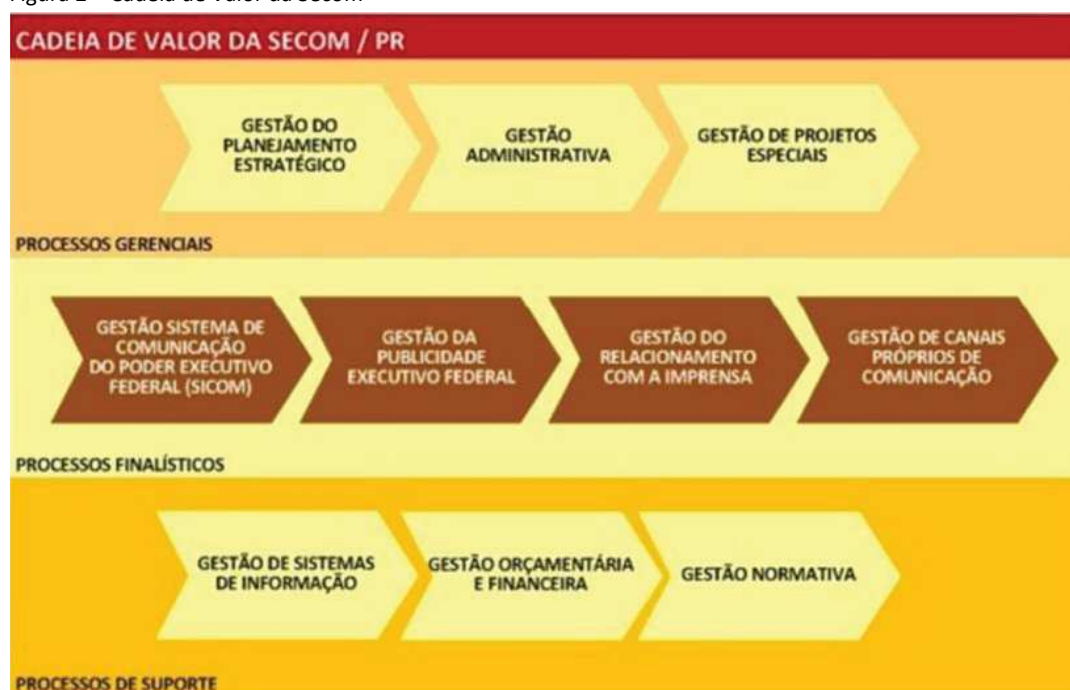 CADEIA DE VALOR DA SECOM / PR
GESTÃO DO
PLANEJAMENTO
ESTRATÉGICO
GESTÃO
ADMINISTRATIVA
GESTÃO DE PROJETOS
ESPECIAIS
PROCESSOS GERENCIAIS
GESTÃO SISTEMA DE
COMUNICAÇÃO
DO PODER EXECUTIVO
FEDERAL (SICOM)
GESTÃO DA
PUBLICIDADE
EXECUTIVO FEDERAL
GESTÃO DO
RELACIONAMENTO
COM A IMPRENSA
GESTÃO DE CANAIS
PRÓPRIOS DE
COMUNICAÇÃO
PROCESSOS FINALÍSTICOS
GESTÃO DE SISTEMAS
DE INFORMAÇÃO
GESTÃO ORÇAMENTÁRIA
E FINANCEIRA
GESTÃO NORMATIVA
PROCESSOS DE SUPORTE